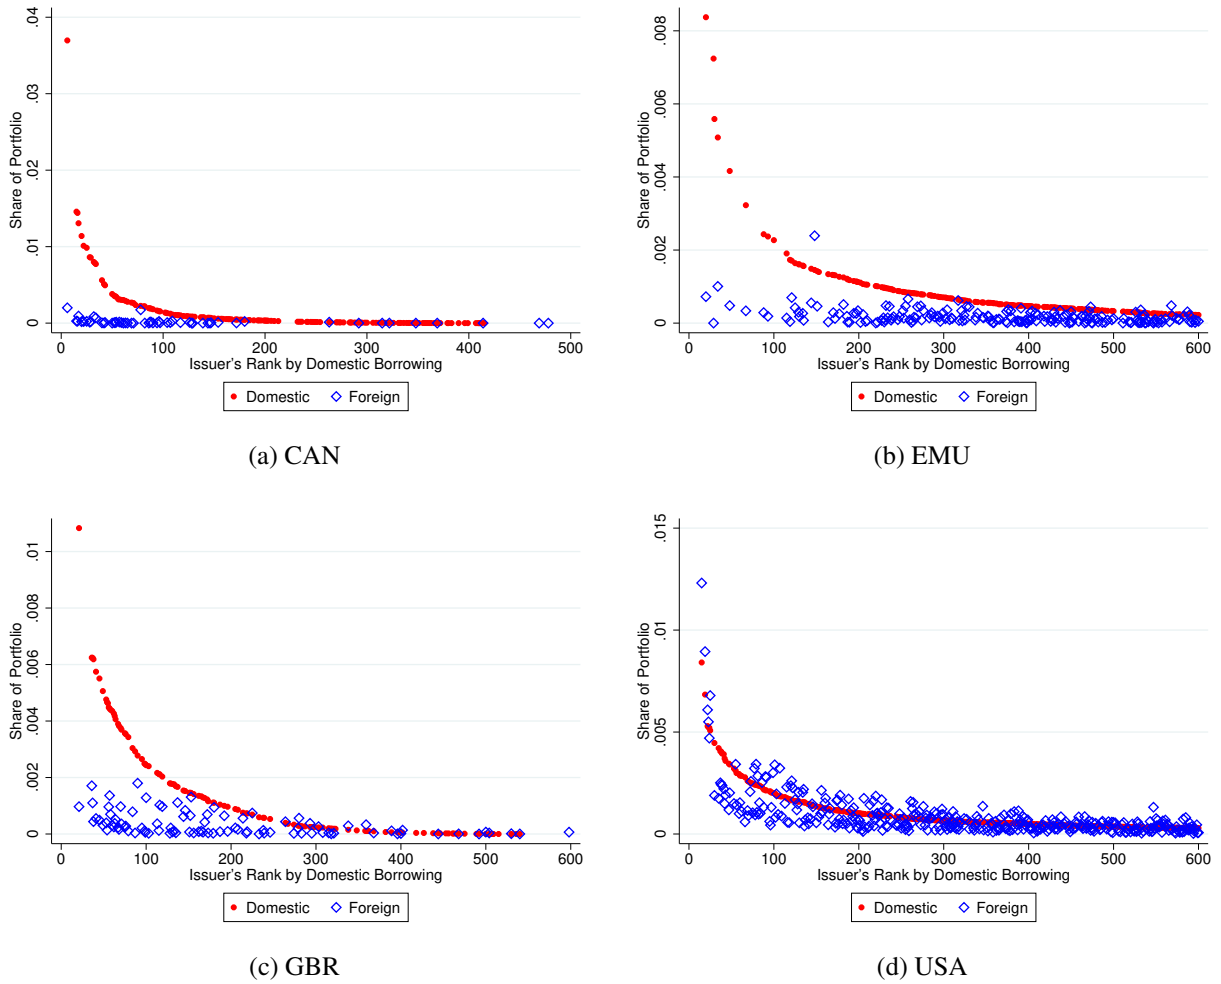 .04
.03
.02
.01
0
Share of Portfolio
0 100 200 300 400 500
Issuer's Rank by Domestic Borrowing
Domestic Foreign
(a) CAN
.008
.006
.004
.002
0
Share of Portfolio
0 100 200 300 400 500 600
Issuer's Rank by Domestic Borrowing
Domestic Foreign
(b) EMU
.01
.008
.006
.004
.002
0
Share of Portfolio
0 100 200 300 400 500 600
Issuer's Rank by Domestic Borrowing
Domestic Foreign
(c) GBR
.015
.01
.005
0
Share of Portfolio
0 100 200 300 400 500 600
Issuer's Rank by Domestic Borrowing
Domestic Foreign
(d) USA